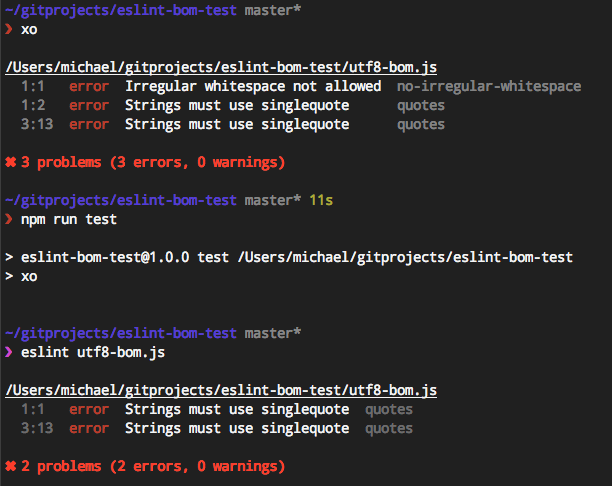 ~/gitprojects/eslint-bom-test master*
❯ xo
/Users/michael/gitprojects/eslint-bom-test/utf8-bom.js
1:1 error Irregular whitespace not allowed no-irregular-whitespace
1:2 error Strings must use singlequote quotes
3:13 error Strings must use singlequote quotes
✖ 3 problems (3 errors, 0 warnings)
~/gitprojects/eslint-bom-test master* 11s
❯ npm run test
> eslint-bom-test@1.0.0 test /Users/michael/gitprojects/eslint-bom-test
> xo
~/gitprojects/eslint-bom-test master*
❯ eslint utf8-bom.js
/Users/michael/gitprojects/eslint-bom-test/utf8-bom.js
1:1 error Strings must use singlequote quotes
3:13 error Strings must use singlequote quotes
✖ 2 problems (2 errors, 0 warnings)